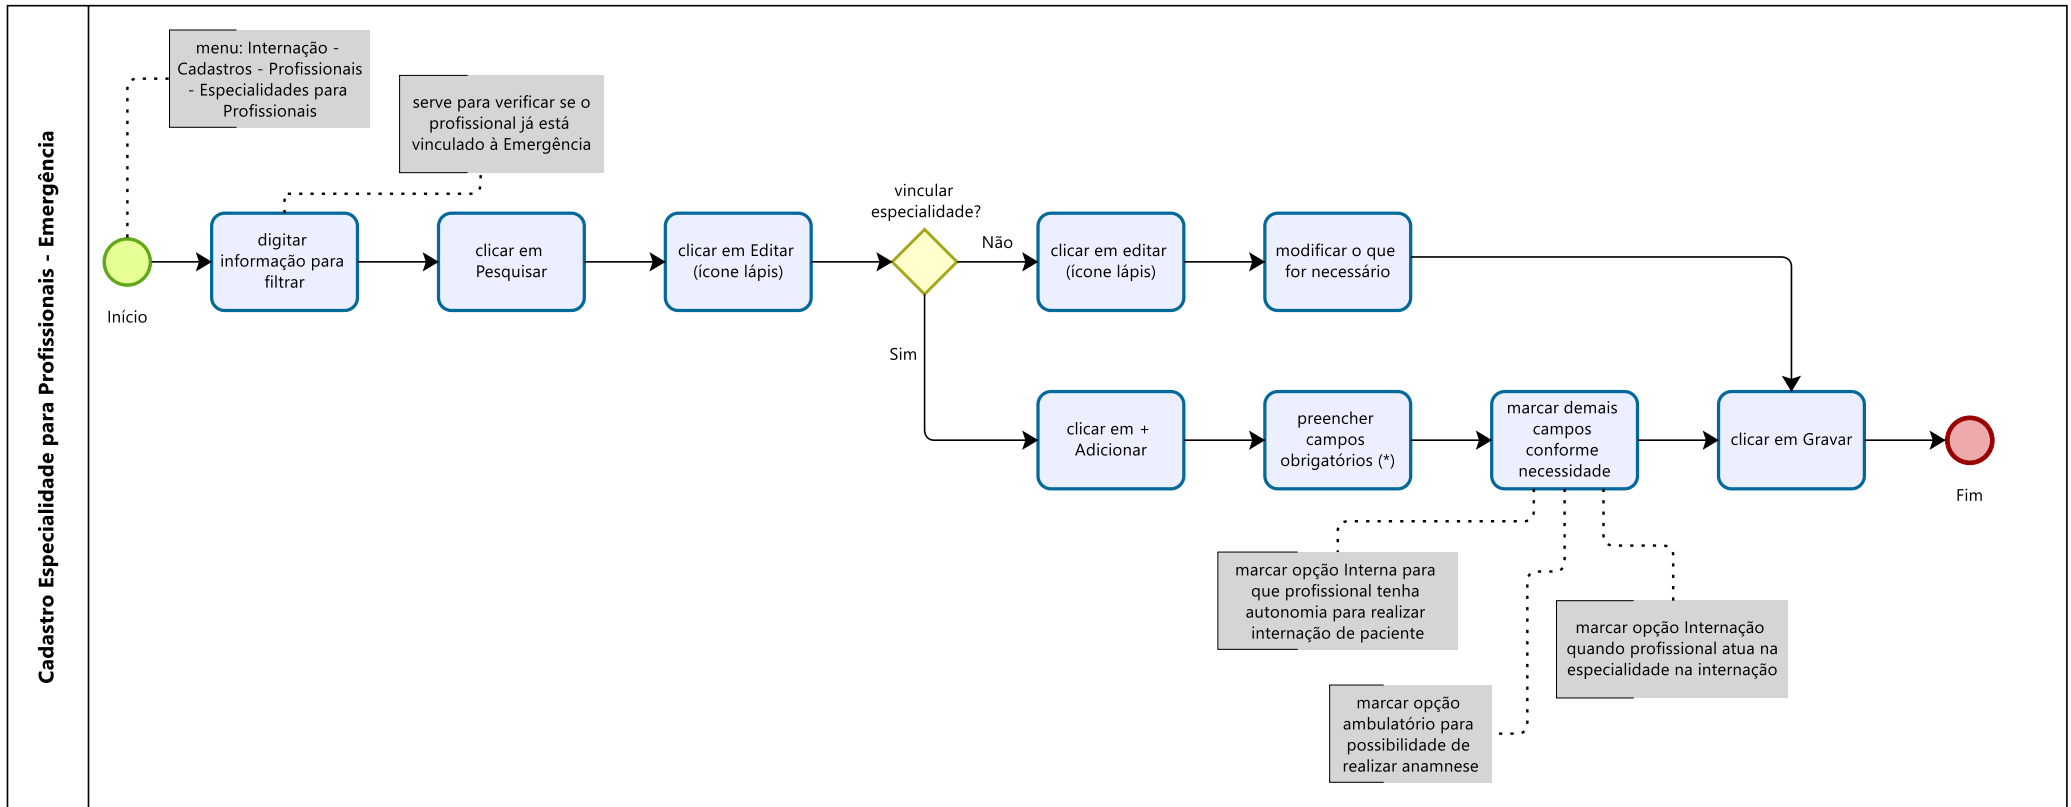 Cadastro Especialidade para Profissionais - Emergência
menu: Internação -
Cadastros - Profissionais
- Especialidades para
Profissionais
serve para verificar se o
profissional já está
vinculado à Emergência
Início
digitar
informação para
filtrar
clicar em
Pesquisar
clicar em Editar
(ícone lápis)
vincular
especialidade?
Não
clicar em editar
(ícone lápis)
modificar o que
for necessário
Sim
clicar em +
Adicionar
preencher
campos
obrigatórios (*)
marcar demais
campos
conforme
necessidade
clicar em Gravar
Fim
marcar opção Interna para
que profissional tenha
autonomia para realizar
internação de paciente
marcar opção Internação
quando profissional atua na
especialidade na internação
marcar opção
ambulatório para
possibilidade de
realizar anamnese